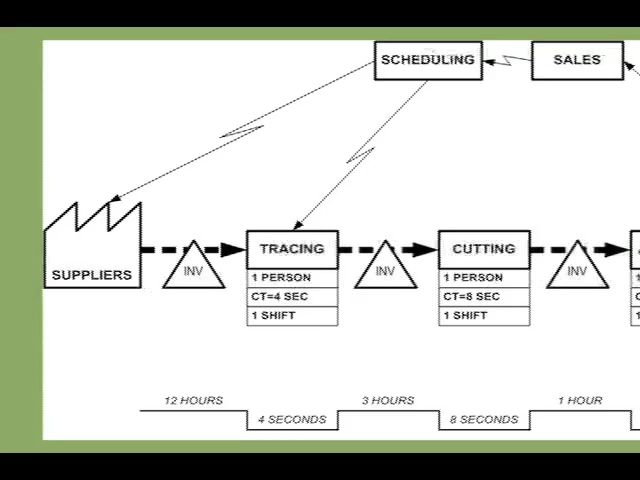 SCHEDULING
SALES
SUPPLIERS
INV
TRACING
1 PERSON
CT=4 SEC
1 SHIFT
INV
CUTTING
1 PERSON
CT=8 SEC
1 SHIFT
INV
12 HOURS
4 SECONDS
3 HOURS
8 SECONDS
1 HOUR